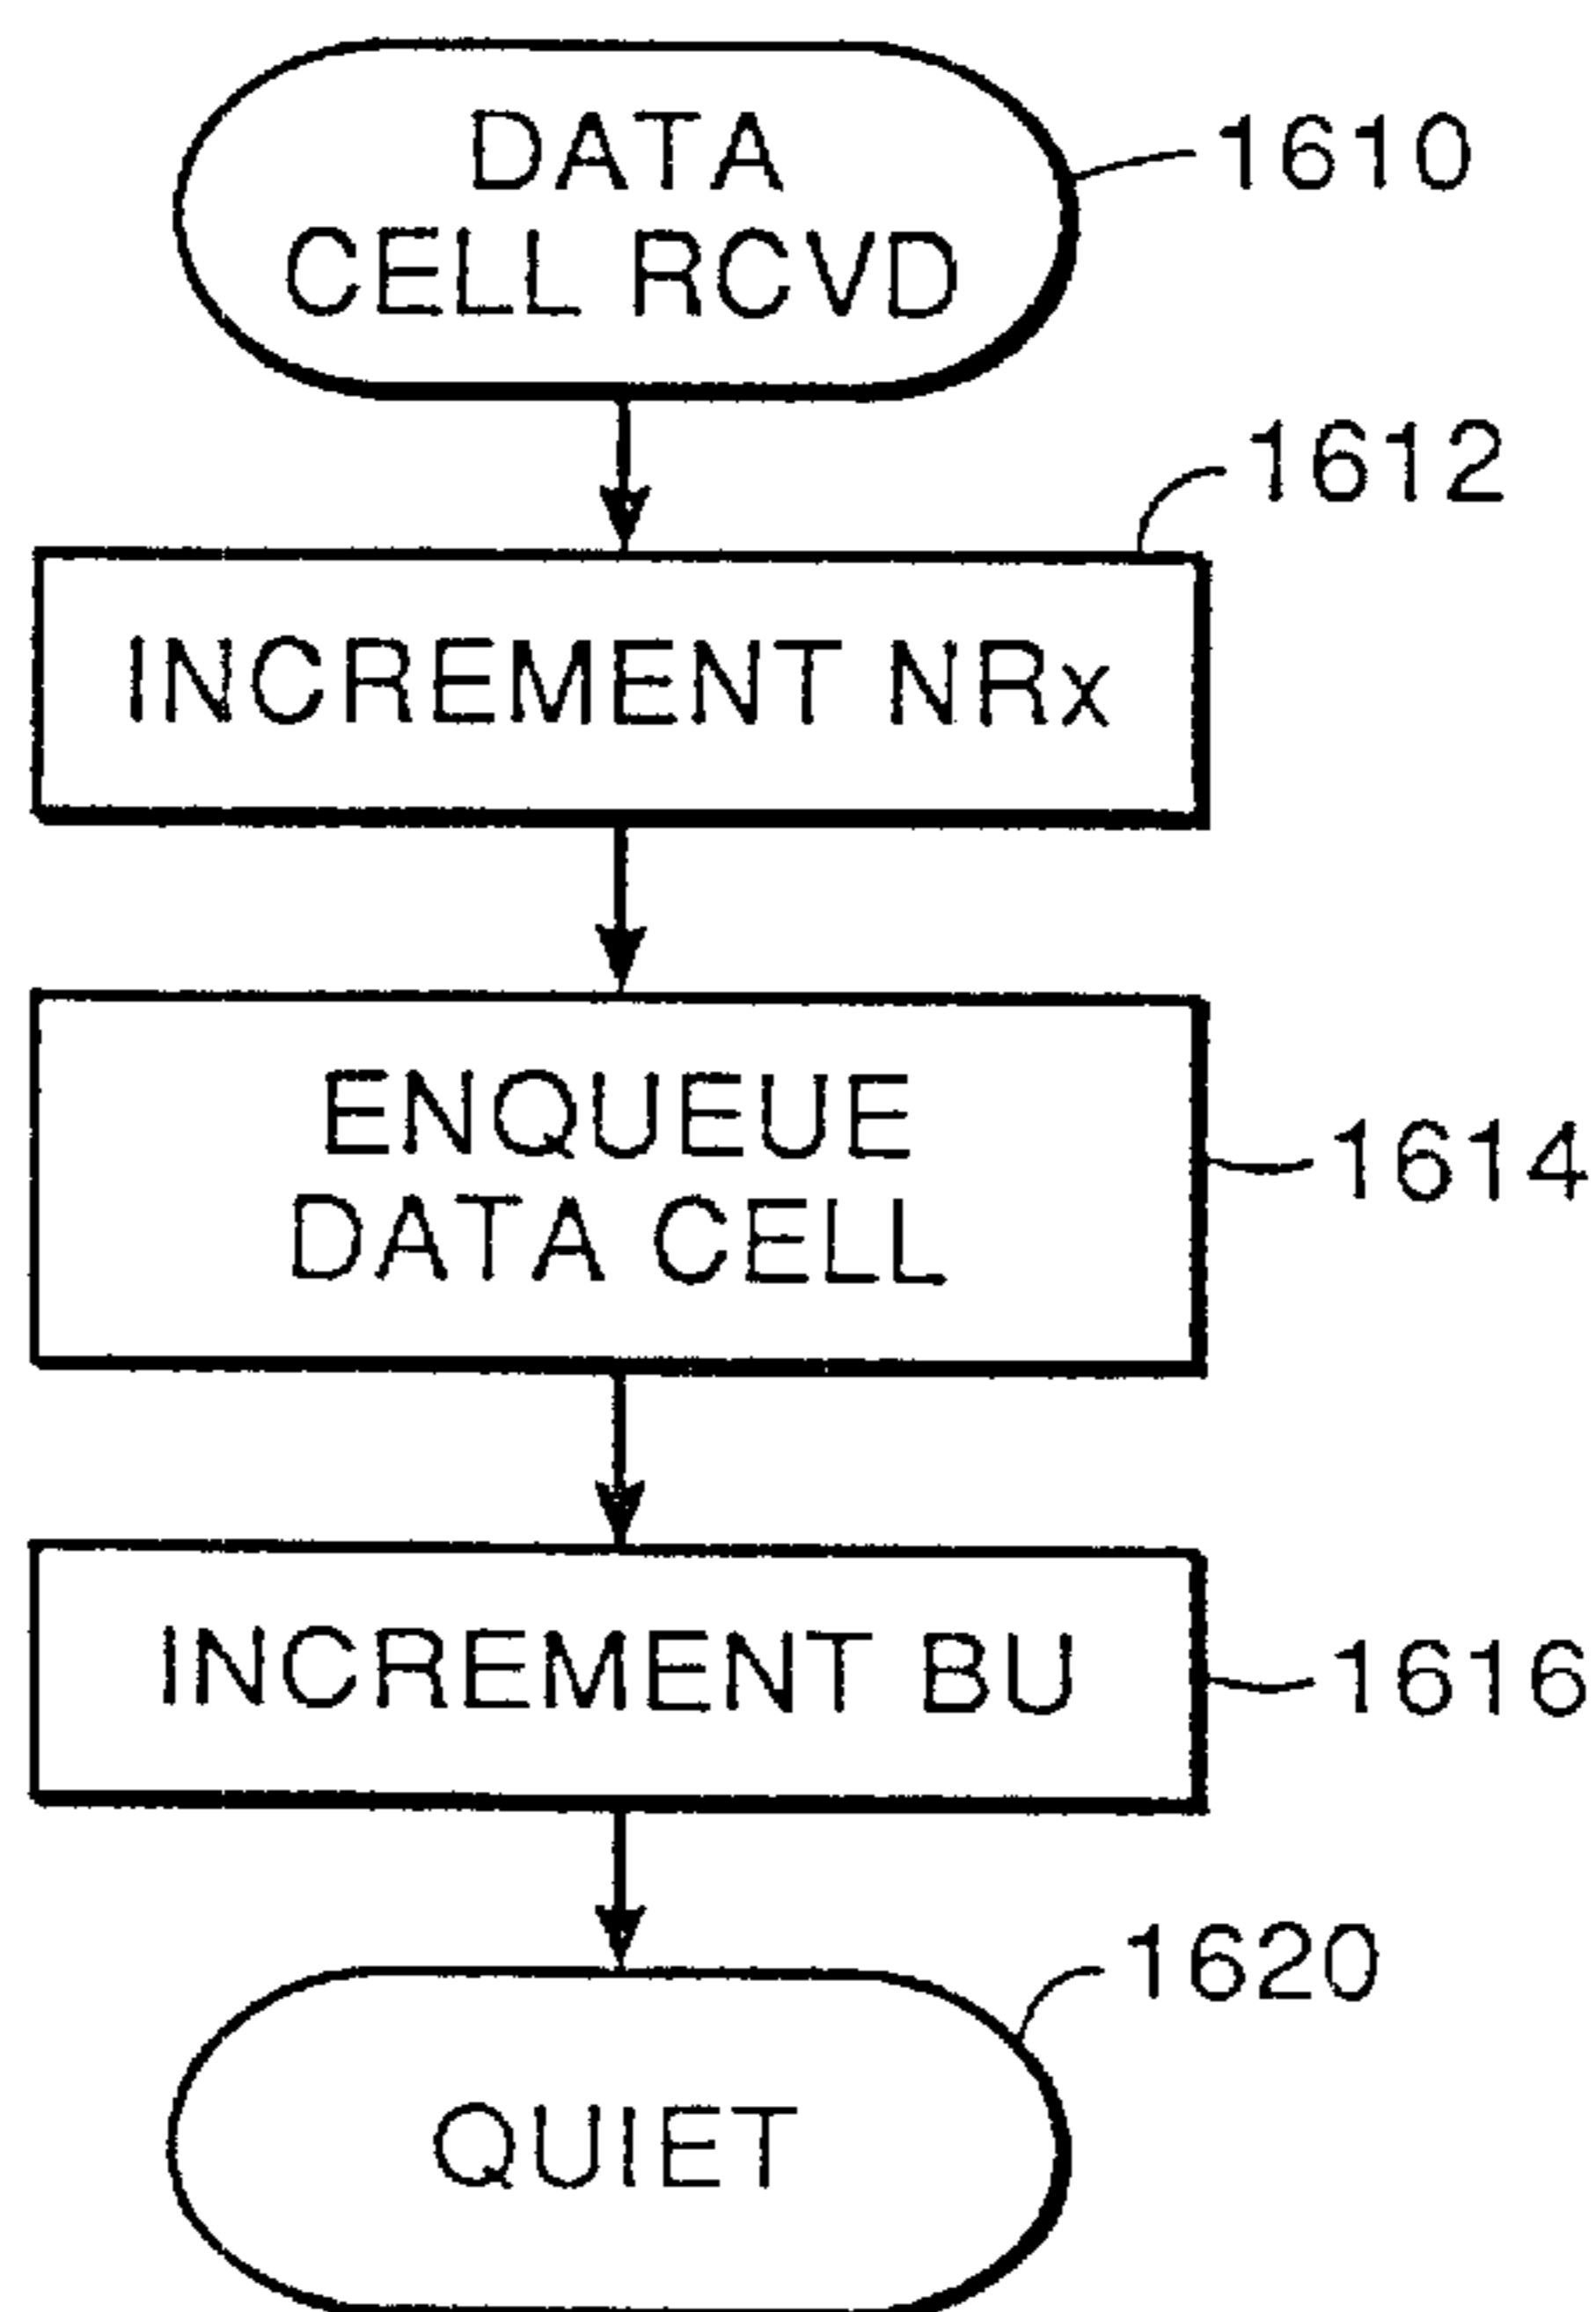 DATA
CELL RCVD
1610
1612
INCREMENT NRx
ENQUEUE
DATA CELL
1614
INCREMENT BU
1616
1620
QUIET